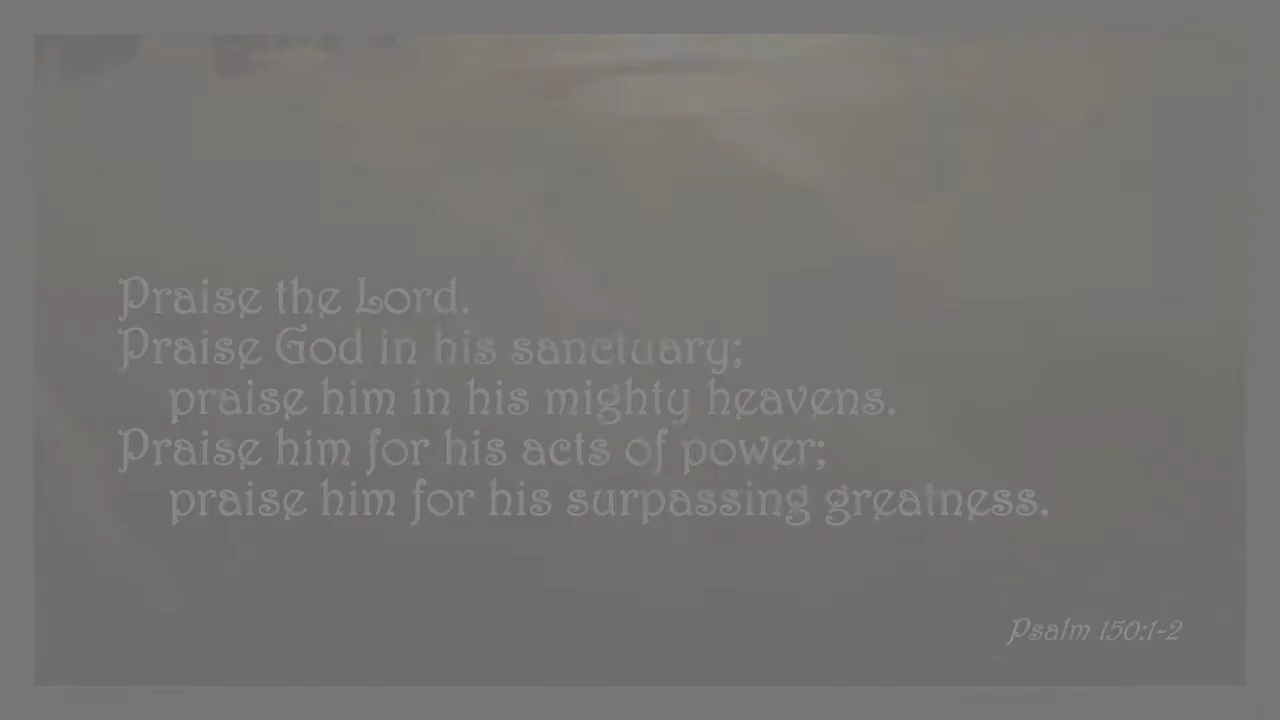 Praise the Lord.
Praise God in his sanctuary;
praise him in his mighty heavens.
Praise him for his acts of power;
praise him for his surpassing greatness.
Psalm 150:1-2